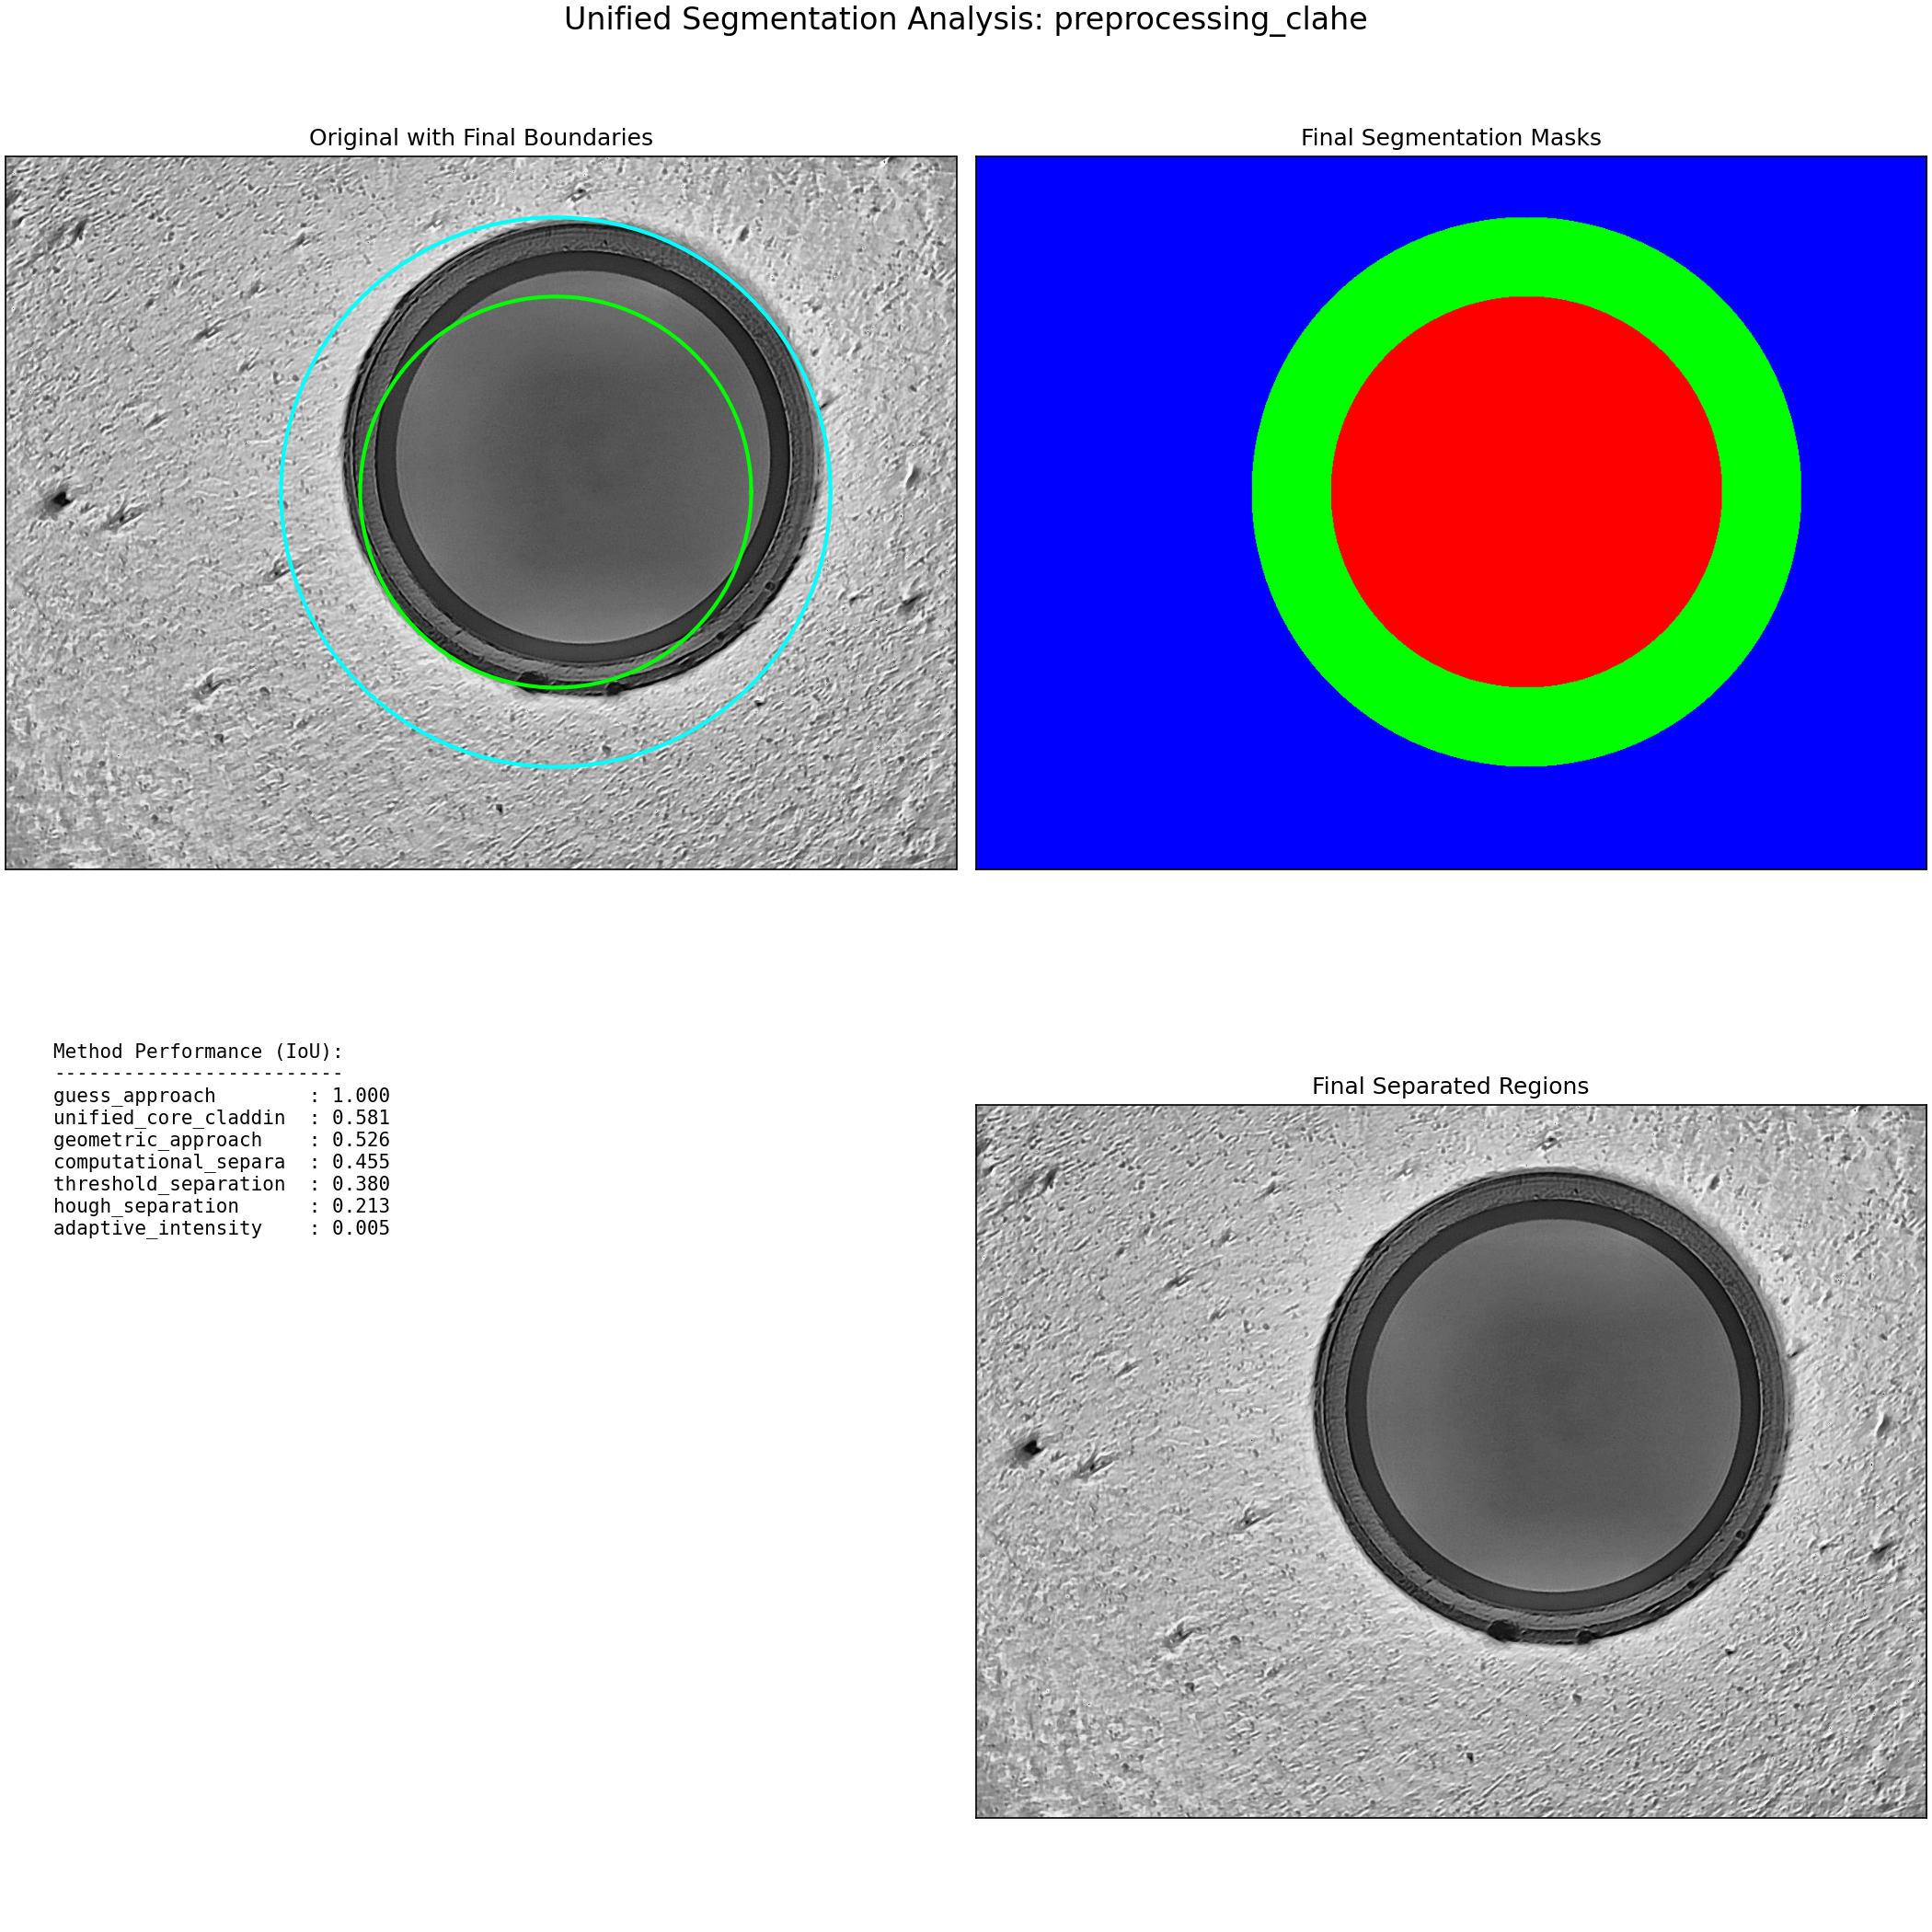 Unified Segmentation Analysis: preprocessing_clahe
Original with Final Boundaries
Final Segmentation Masks
Method Performance (IoU):
-------------------------
guess_approach        : 1.000
unified_core_claddin  : 0.581
geometric_approach    : 0.526
computational_separa  : 0.455
threshold_separation  : 0.380
hough_separation      : 0.213
adaptive_intensity    : 0.005
Final Separated Regions